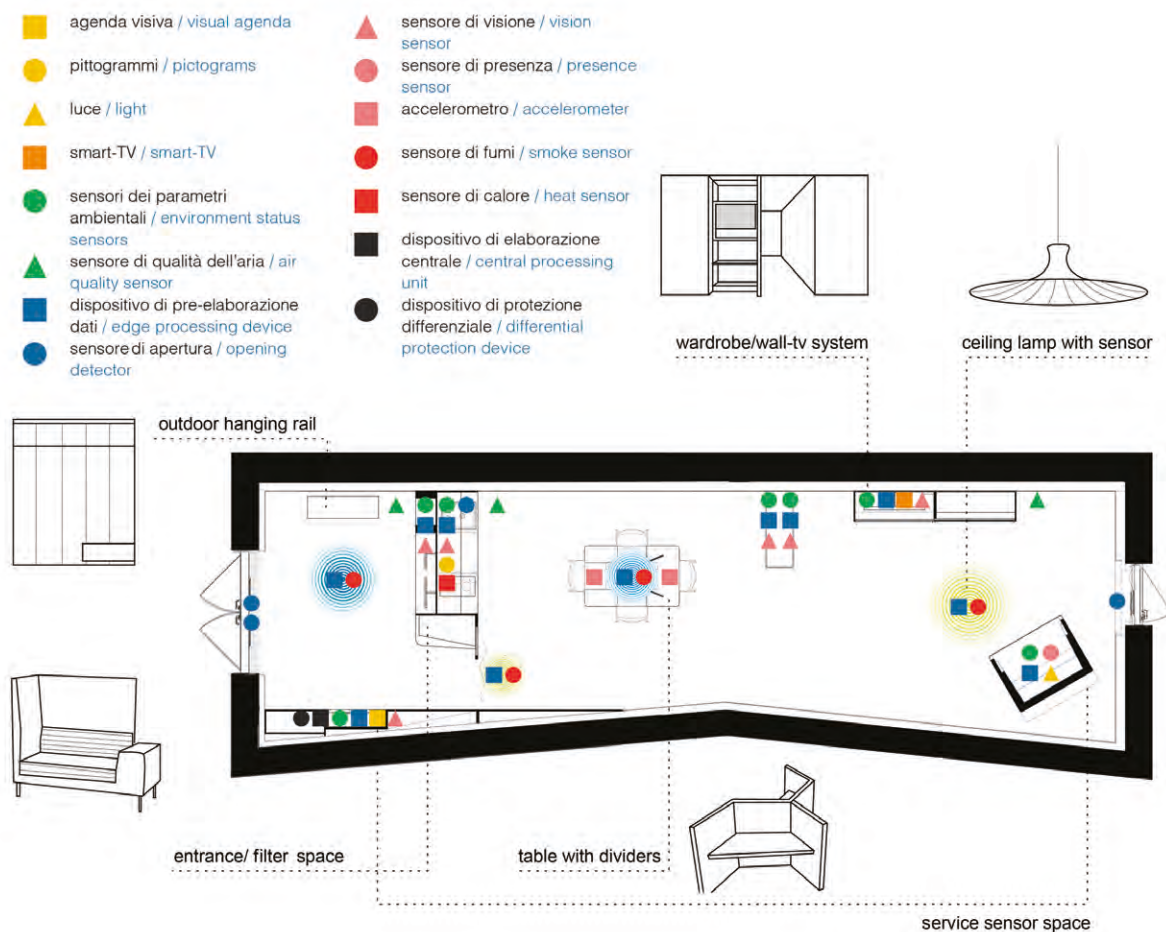 agenda visiva / visual agenda
pittogrammi / pictograms
luce / light
smart-TV / smart-TV
sensori dei parametri
ambientali / environment status
sensors
sensore di qualità dell'aria / air
quality sensor
dispositivo di pre-elaborazione
dati / edge processing device
sensore di apertura / opening
detector
sensore di visione / vision
sensor
sensore di presenza / presence
sensor
accelerometro / accelerometer
sensore di fumi / smoke sensor
sensore di calore / heat sensor
dispositivo di elaborazione
centrale / central processing
unit
dispositivo di protezione
differenziale / differential
protection device
wardrobe/wall-tv system
ceiling lamp with sensor
outdoor hanging rail
entrance/ filter space
table with dividers
service sensor space